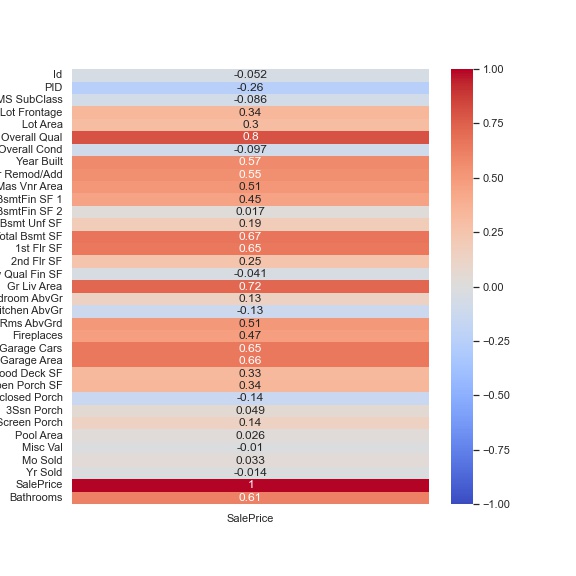 Id -0.052
PID -0.26
MS SubClass -0.086
Lot Frontage 0.34
Lot Area 0.3
Overall Qual 0.8
Overall Cond -0.097
Year Built 0.57
r Remod/Add 0.55
Mas Vnr Area 0.51
BsmtFin SF 1 0.45
BsmtFin SF 2 0.017
Bsmt Unf SF 0.19
Total Bsmt SF 0.67
1st Flr SF 0.65
2nd Flr SF 0.25
Qual Fin SF -0.041
Gr Liv Area 0.72
droom AbvGr 0.13
itchen AbvGr -0.13
Rms AbvGrd 0.51
Fireplaces 0.47
Garage Cars 0.65
Garage Area 0.66
ood Deck SF 0.33
pen Porch SF 0.34
closed Porch -0.14
3Ssn Porch 0.049
Screen Porch 0.14
Pool Area 0.026
Misc Val -0.01
Mo Sold 0.033
Yr Sold -0.014
SalePrice 1
Bathrooms 0.61
SalePrice
1.00
0.75
0.50
0.25
0.00
−0.25
−0.50
−0.75
−1.00